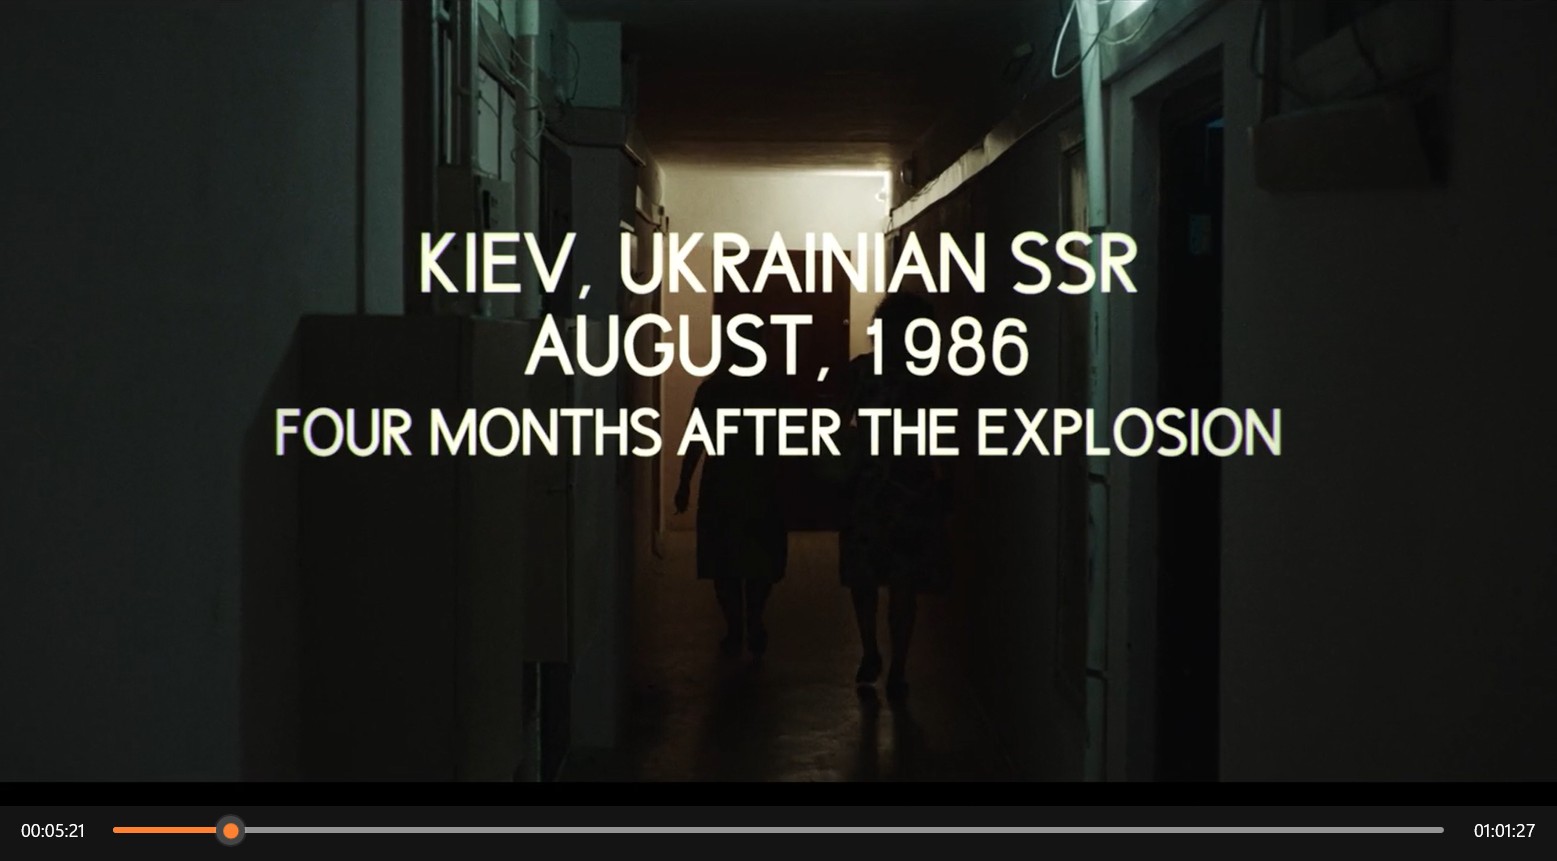 KIEV, UKRAINIAN SSR
AUGUST, 1986
FOUR MONTHS AFTER THE EXPLOSION
00:05:21 01:01:27